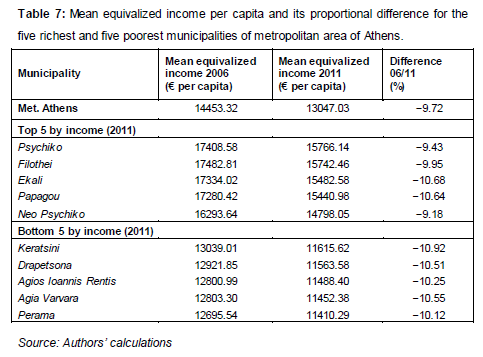 Table 7: Mean equivalized income per capita and its proportional difference for the
five richest and five poorest municipalities of metropolitan area of Athens.
Municipality Mean equivalized income 2006 (€ per capita) Mean equivalized income 2011 (€ per capita) Difference 06/11 (%)
Met. Athens 14453.32 13047.03 −9.72
Top 5 by income (2011)
Psychiko 17408.58 15766.14 −9.43
Filothei 17482.81 15742.46 −9.95
Ekali 17334.02 15482.58 −10.68
Papagou 17280.42 15440.98 −10.64
Neo Psychiko 16293.64 14798.05 −9.18
Bottom 5 by income (2011)
Keratsini 13039.01 11615.62 −10.92
Drapetsona 12921.85 11563.58 −10.51
Agios Ioannis Rentis 12800.99 11488.40 −10.25
Agia Varvara 12803.30 11452.38 −10.55
Perama 12695.54 11410.29 −10.12
Source: Authors' calculations